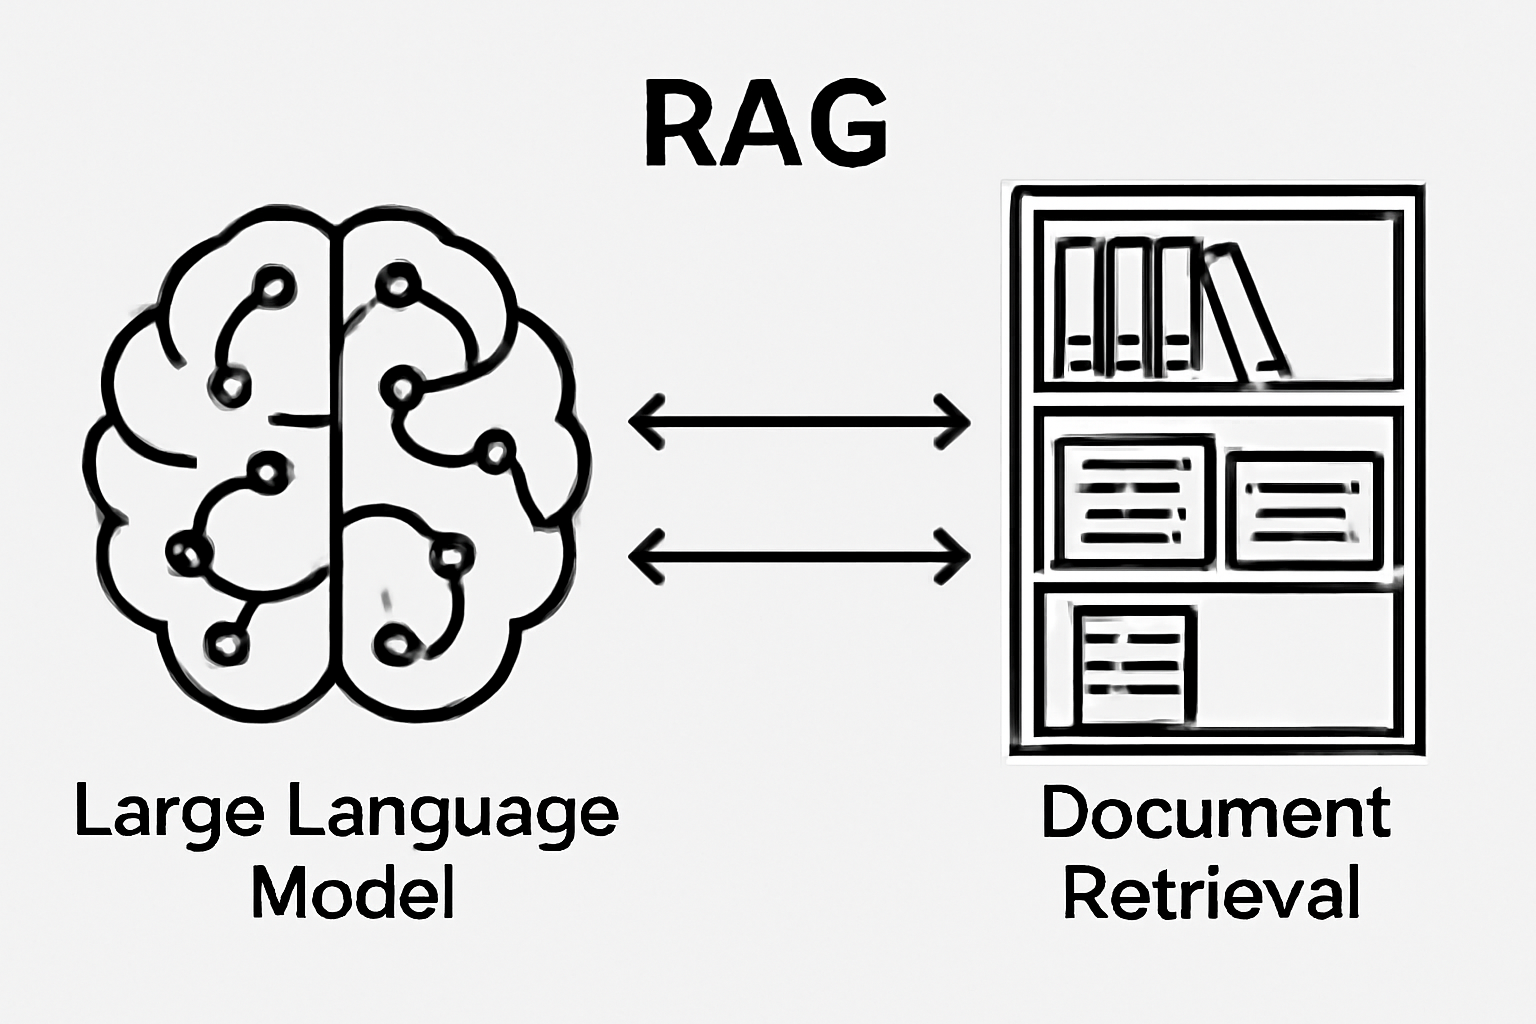 RAG
Large Language
Model
Document
Retrieval